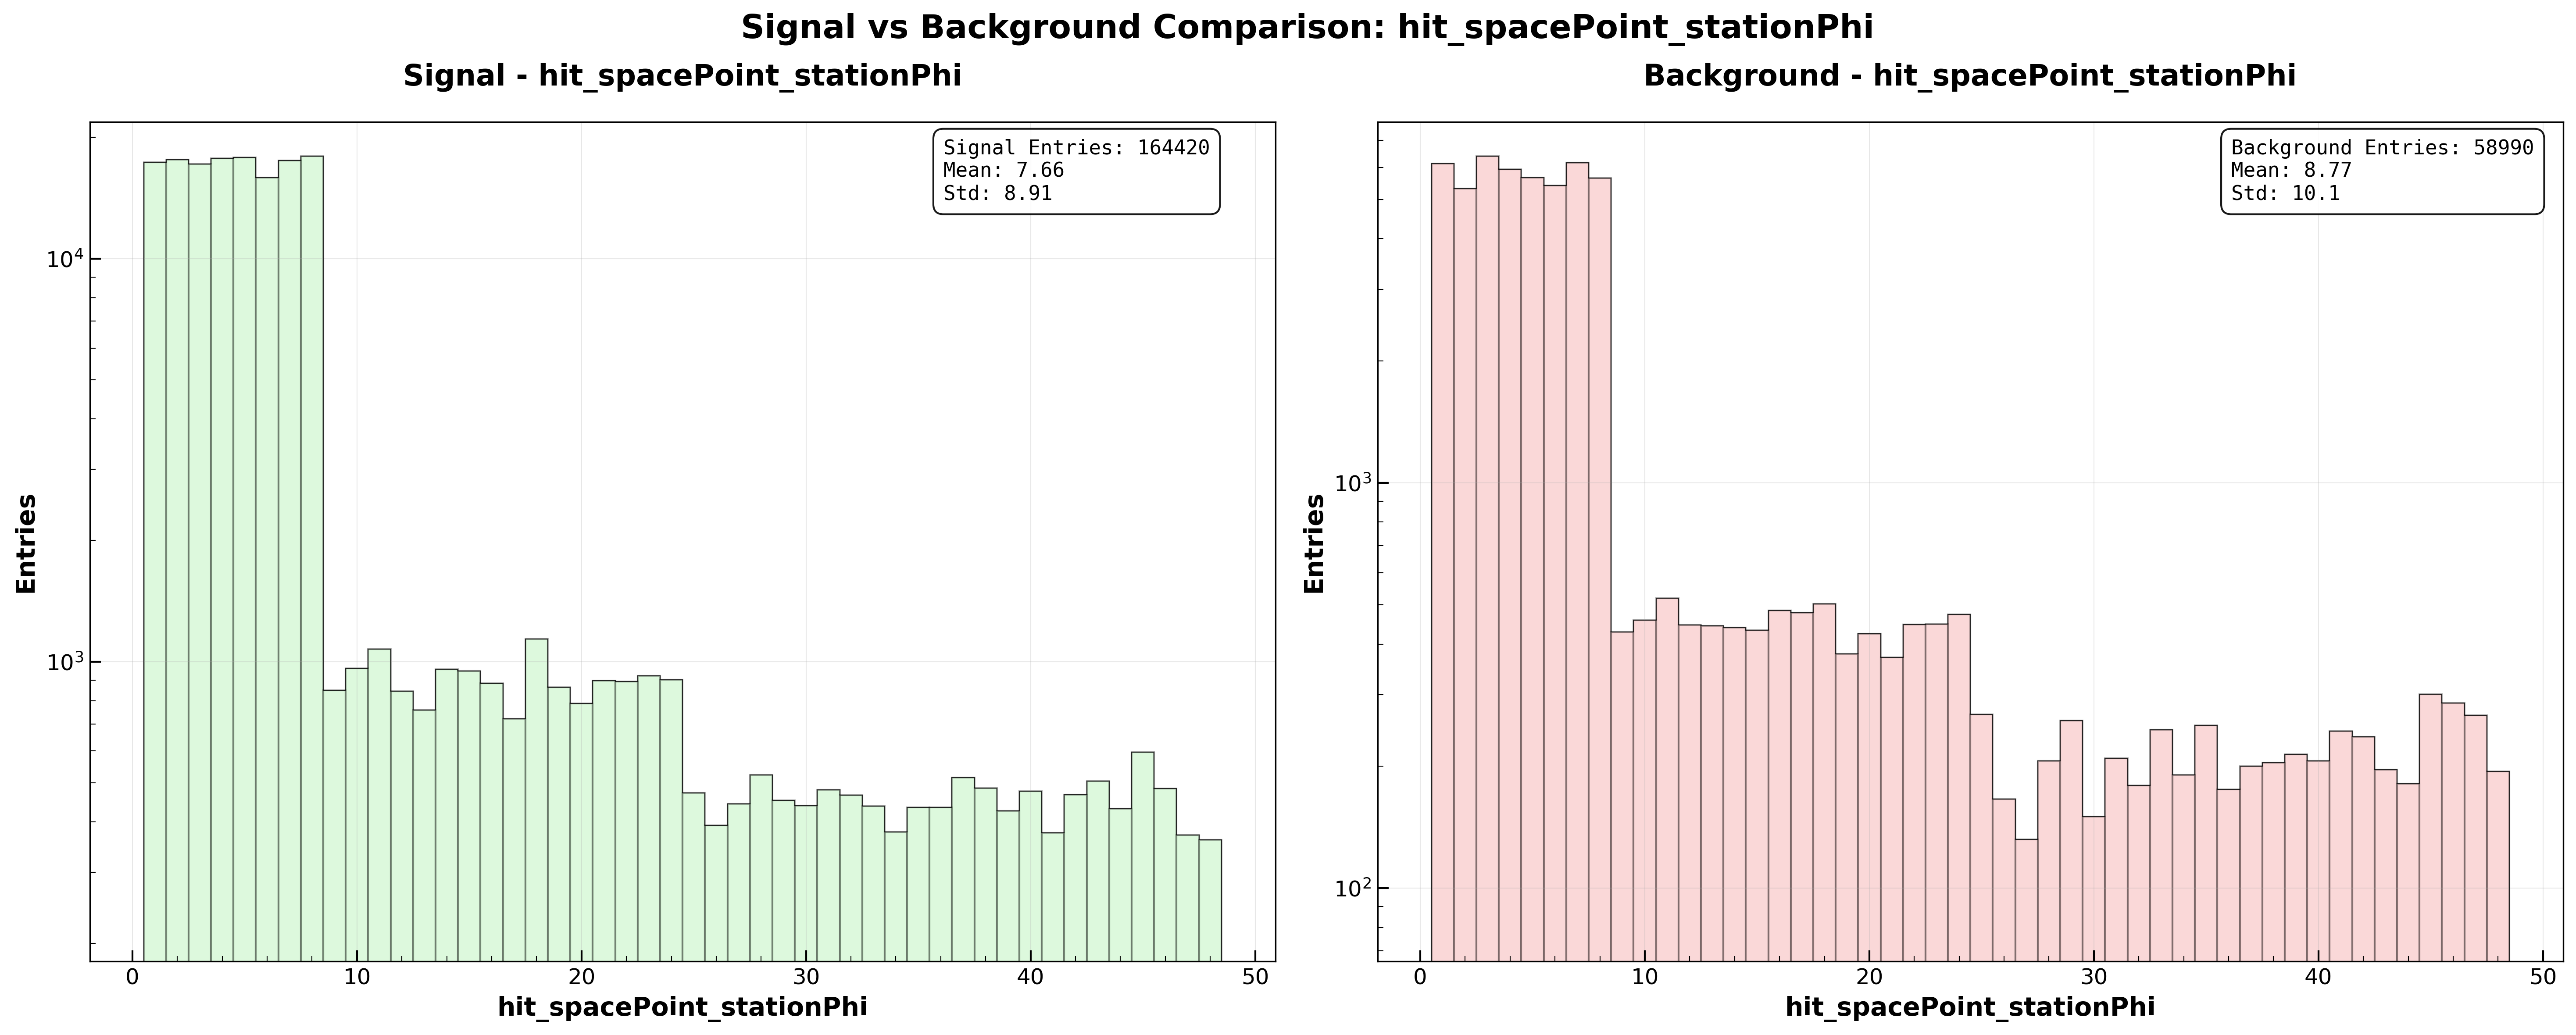 Signal vs Background Comparison: hit_spacePoint_stationPhi
Signal - hit_spacePoint_stationPhi
Signal Entries: 164420
Mean: 7.66
Std: 8.91
10^4
10^3
Entries
0 10 20 30 40 50
hit_spacePoint_stationPhi
Background - hit_spacePoint_stationPhi
Background Entries: 58990
Mean: 8.77
Std: 10.1
10^3
10^2
Entries
0 10 20 30 40 50
hit_spacePoint_stationPhi